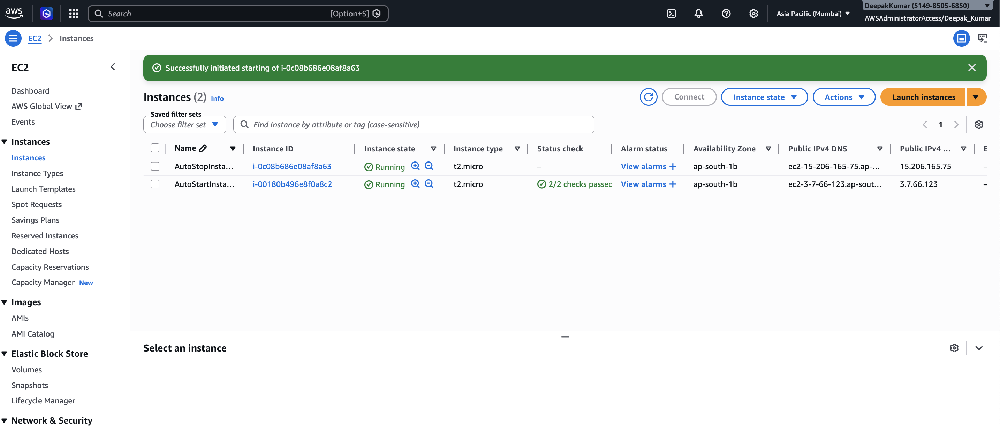 aws
Search [Option+S]
Asia Pacific (Mumbai)
DeepakKumar (5149-8505-6850)
AWSAdministratorAccess/Deepak_Kumar
EC2 Instances
EC2
Dashboard
AWS Global View
Events
Instances
Instances
Instance Types
Launch Templates
Spot Requests
Savings Plans
Reserved Instances
Dedicated Hosts
Capacity Reservations
Capacity Manager New
Images
AMIs
AMI Catalog
Elastic Block Store
Volumes
Snapshots
Lifecycle Manager
Network & Security
Successfully initiated starting of i-0c08b686e08af8a63
Instances (2) Info
Connect Instance state Actions Launch instances
Saved filter sets
Choose filter set Find Instance by attribute or tag (case-sensitive) 1
Name Instance ID Instance state Instance type Status check Alarm status Availability Zone Public IPv4 DNS Public IPv4 ... E
AutoStopInsta... i-0c08b686e08af8a63 Running t2.micro – View alarms + ap-south-1b ec2-15-206-165-75.ap-... 15.206.165.75 –
AutoStartInsta... i-00180b496e8f0a8c2 Running t2.micro 2/2 checks passec View alarms + ap-south-1b ec2-3-7-66-123.ap-sout... 3.7.66.123 –
Select an instance